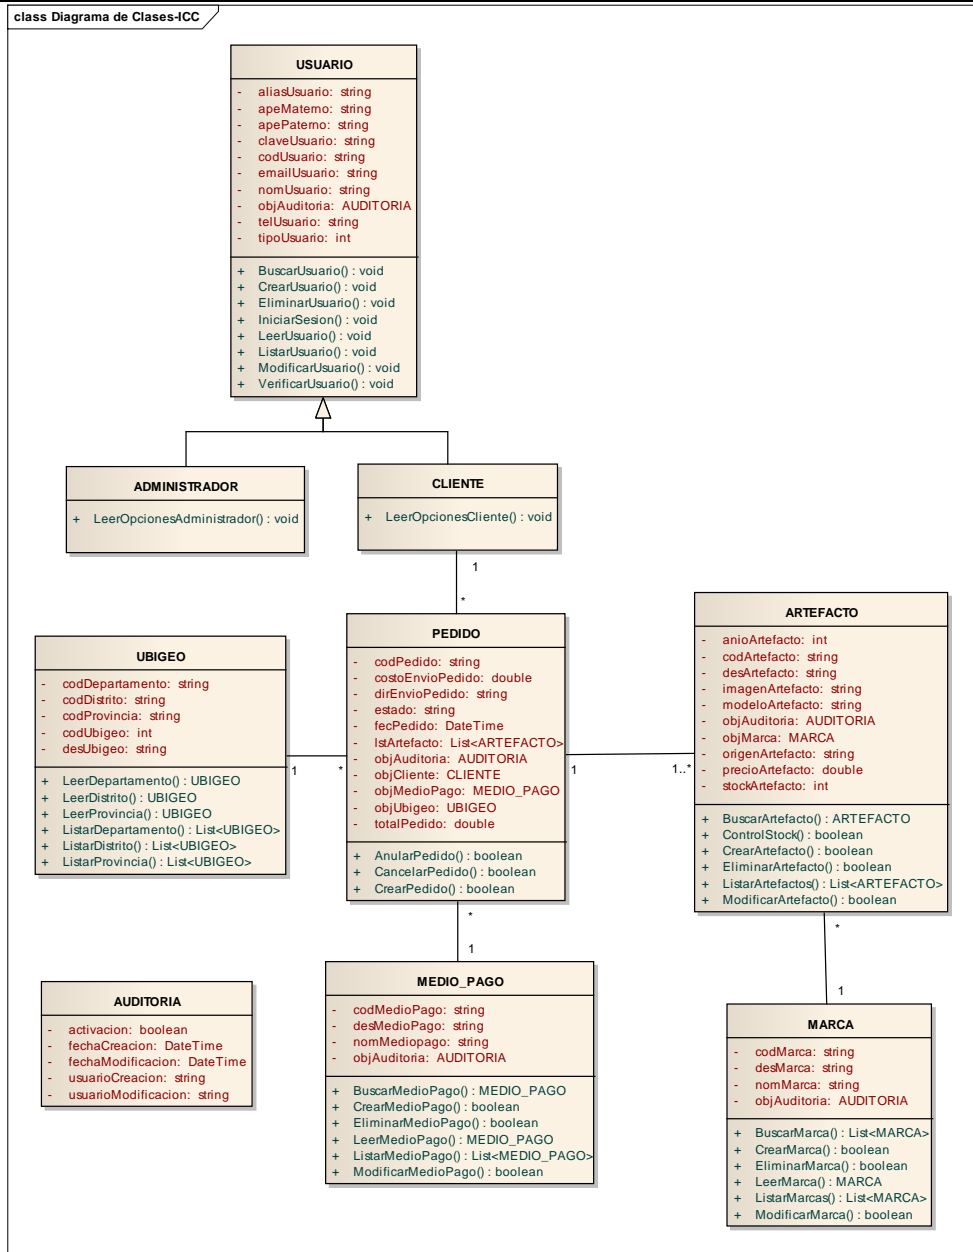 class Diagrama de Clases-ICC
USUARIO
- aliasUsuario: string
- apeMaterno: string
- apePaterno: string
- claveUsuario: string
- codUsuario: string
- emailUsuario: string
- nomUsuario: string
- objAuditoria: AUDITORIA
- telUsuario: string
- tipoUsuario: int
+ BuscarUsuario() : void
+ CrearUsuario() : void
+ EliminarUsuario() : void
+ IniciarSesion() : void
+ LeerUsuario() : void
+ ListarUsuario() : void
+ ModificarUsuario() : void
+ VerificarUsuario() : void
ADMINISTRADOR
+ LeerOpcionesAdministrador() : void
CLIENTE
+ LeerOpcionesCliente() : void
1
*
UBIGEO
- codDepartamento: string
- codDistrito: string
- codProvincia: string
- codUbigeo: int
- desUbigeo: string
+ LeerDepartamento() : UBIGEO
+ LeerDistrito() : UBIGEO
+ LeerProvincia() : UBIGEO
+ ListarDepartamento() : List<UBIGEO>
+ ListarDistrito() : List<UBIGEO>
+ ListarProvincia() : List<UBIGEO>
1
*
PEDIDO
- codPedido: string
- costoEnvioPedido: double
- dirEnvioPedido: string
- estado: string
- fecPedido: DateTime
- lstArtefacto: List<ARTEFACTO>
- objAuditoria: AUDITORIA
- objCliente: CLIENTE
- objMedioPago: MEDIO_PAGO
- objUbigeo: UBIGEO
- totalPedido: double
+ AnularPedido() : boolean
+ CancelarPedido() : boolean
+ CrearPedido() : boolean
1
1..*
ARTEFACTO
- anioArtefacto: int
- codArtefacto: string
- desArtefacto: string
- imagenArtefacto: string
- modeloArtefacto: string
- objAuditoria: AUDITORIA
- objMarca: MARCA
- origenArtefacto: string
- precioArtefacto: double
- stockArtefacto: int
+ BuscarArtefacto() : ARTEFACTO
+ ControlStock() : boolean
+ CrearArtefacto() : boolean
+ EliminarArtefacto() : boolean
+ ListarArtefactos() : List<ARTEFACTO>
+ ModificarArtefacto() : boolean
*
1
*
1
AUDITORIA
- activacion: boolean
- fechaCreacion: DateTime
- fechaModificacion: DateTime
- usuarioCreacion: string
- usuarioModificacion: string
MEDIO_PAGO
- codMedioPago: string
- desMedioPago: string
- nomMediopago: string
- objAuditoria: AUDITORIA
+ BuscarMedioPago() : MEDIO_PAGO
+ CrearMedioPago() : boolean
+ EliminarMedioPago() : boolean
+ LeerMedioPago() : MEDIO_PAGO
+ ListarMedioPago() : List<MEDIO_PAGO>
+ ModificarMedioPago() : boolean
MARCA
- codMarca: string
- desMarca: string
- nomMarca: string
- objAuditoria: AUDITORIA
+ BuscarMarca() : List<MARCA>
+ CrearMarca() : boolean
+ EliminarMarca() : boolean
+ LeerMarca() : MARCA
+ ListarMarcas() : List<MARCA>
+ ModificarMarca() : boolean